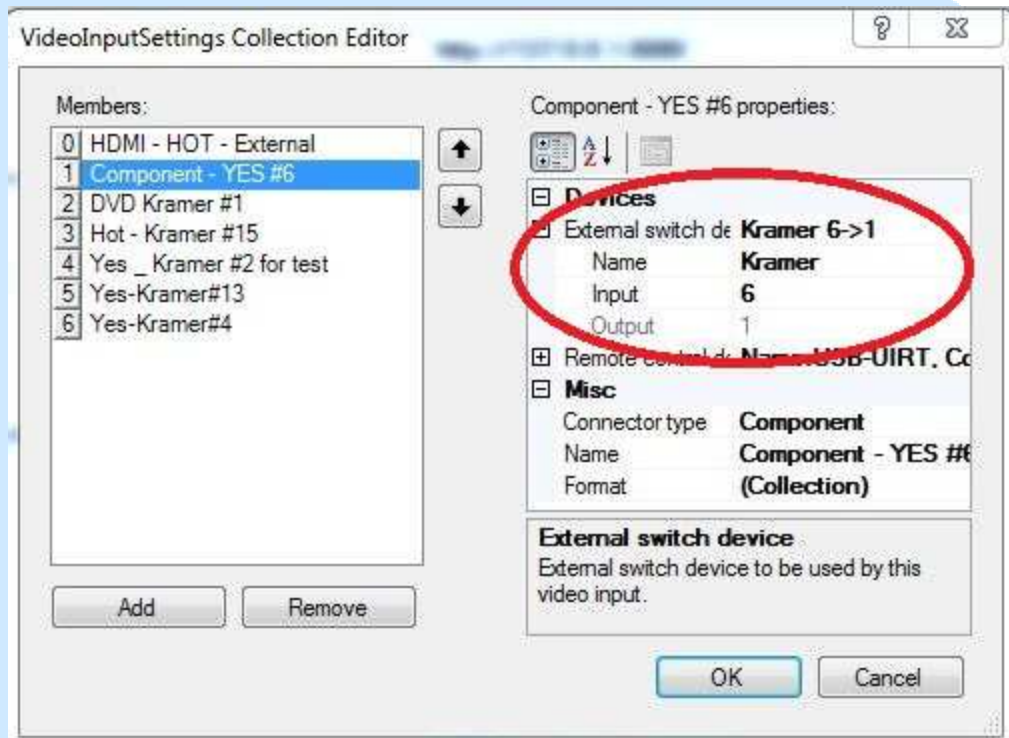 VideoInputSettings Collection Editor
Members:
0 HDMI - HOT - External
1 Component - YES #6
2 DVD Kramer #1
3 Hot - Kramer #15
4 Yes _ Kramer #2 for test
5 Yes-Kramer#13
6 Yes-Kramer#4
Add
Remove
Component - YES #6 properties:
Devices
External switch de Kramer 6->1
Name Kramer
Input 6
Output 1
Remote control de Name: USB-UIRT, Co
Misc
Connector type Component
Name Component - YES #6
Format (Collection)
External switch device
External switch device to be used by this
video input.
OK
Cancel